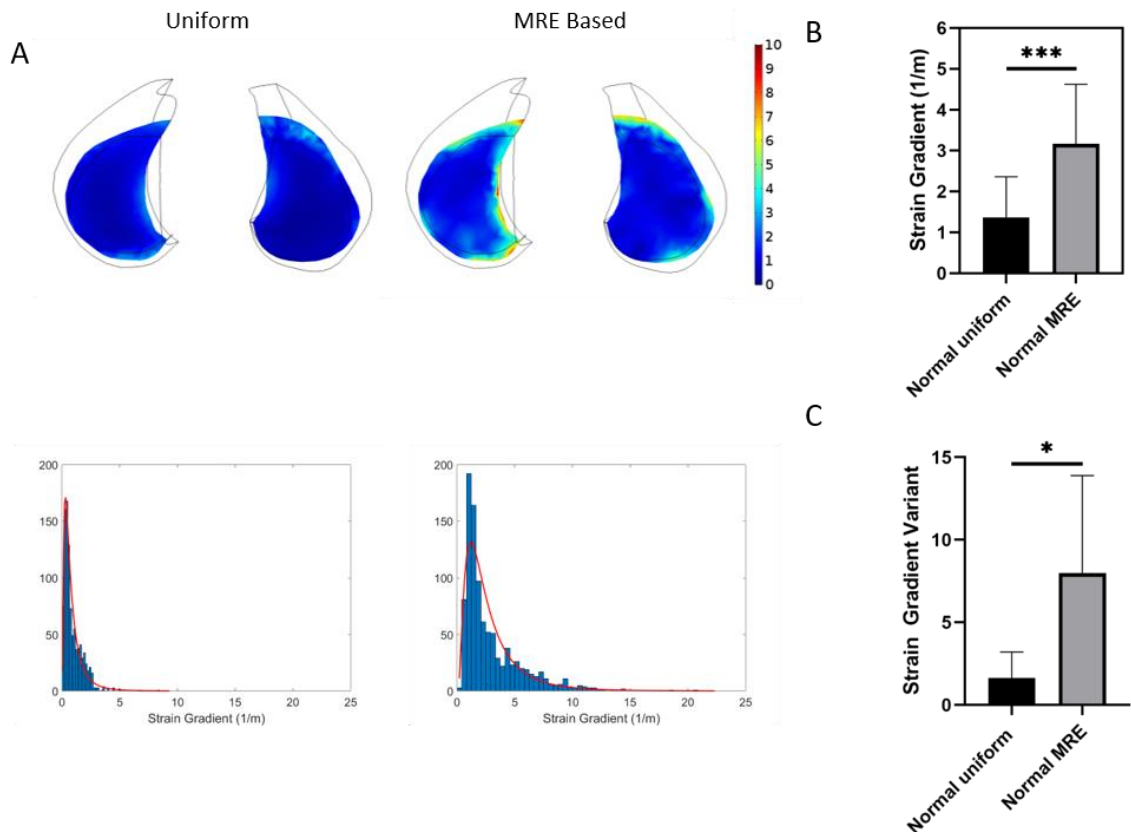 Uniform
MRE Based
A
10
9
8
7
6
5
4
3
2
1
0
B
Strain Gradient (1/m)
6
5
4
3
2
1
0
***
Normal uniform
Normal MRE
200
150
100
50
0
0 5 10 15 20 25
Strain Gradient (1/m)
200
150
100
50
0
0 5 10 15 20 25
Strain Gradient (1/m)
C
Strain Gradient Variant
15
10
5
0
*
Normal uniform
Normal MRE